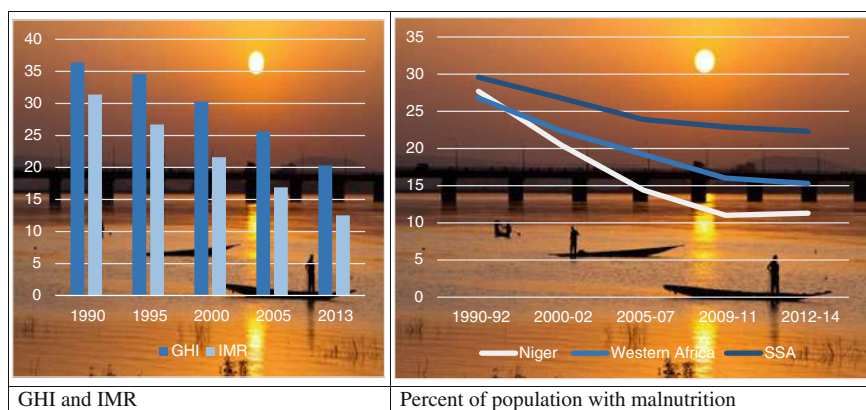 40
35
30
25
20
15
10
5
0
1990 1995 2000 2005 2013
GHI IMR
GHI and IMR
35
30
25
20
15
10
5
0
1990-92 2000-02 2005-07 2009-11 2012-14
Niger Western Africa SSA
Percent of population with malnutrition